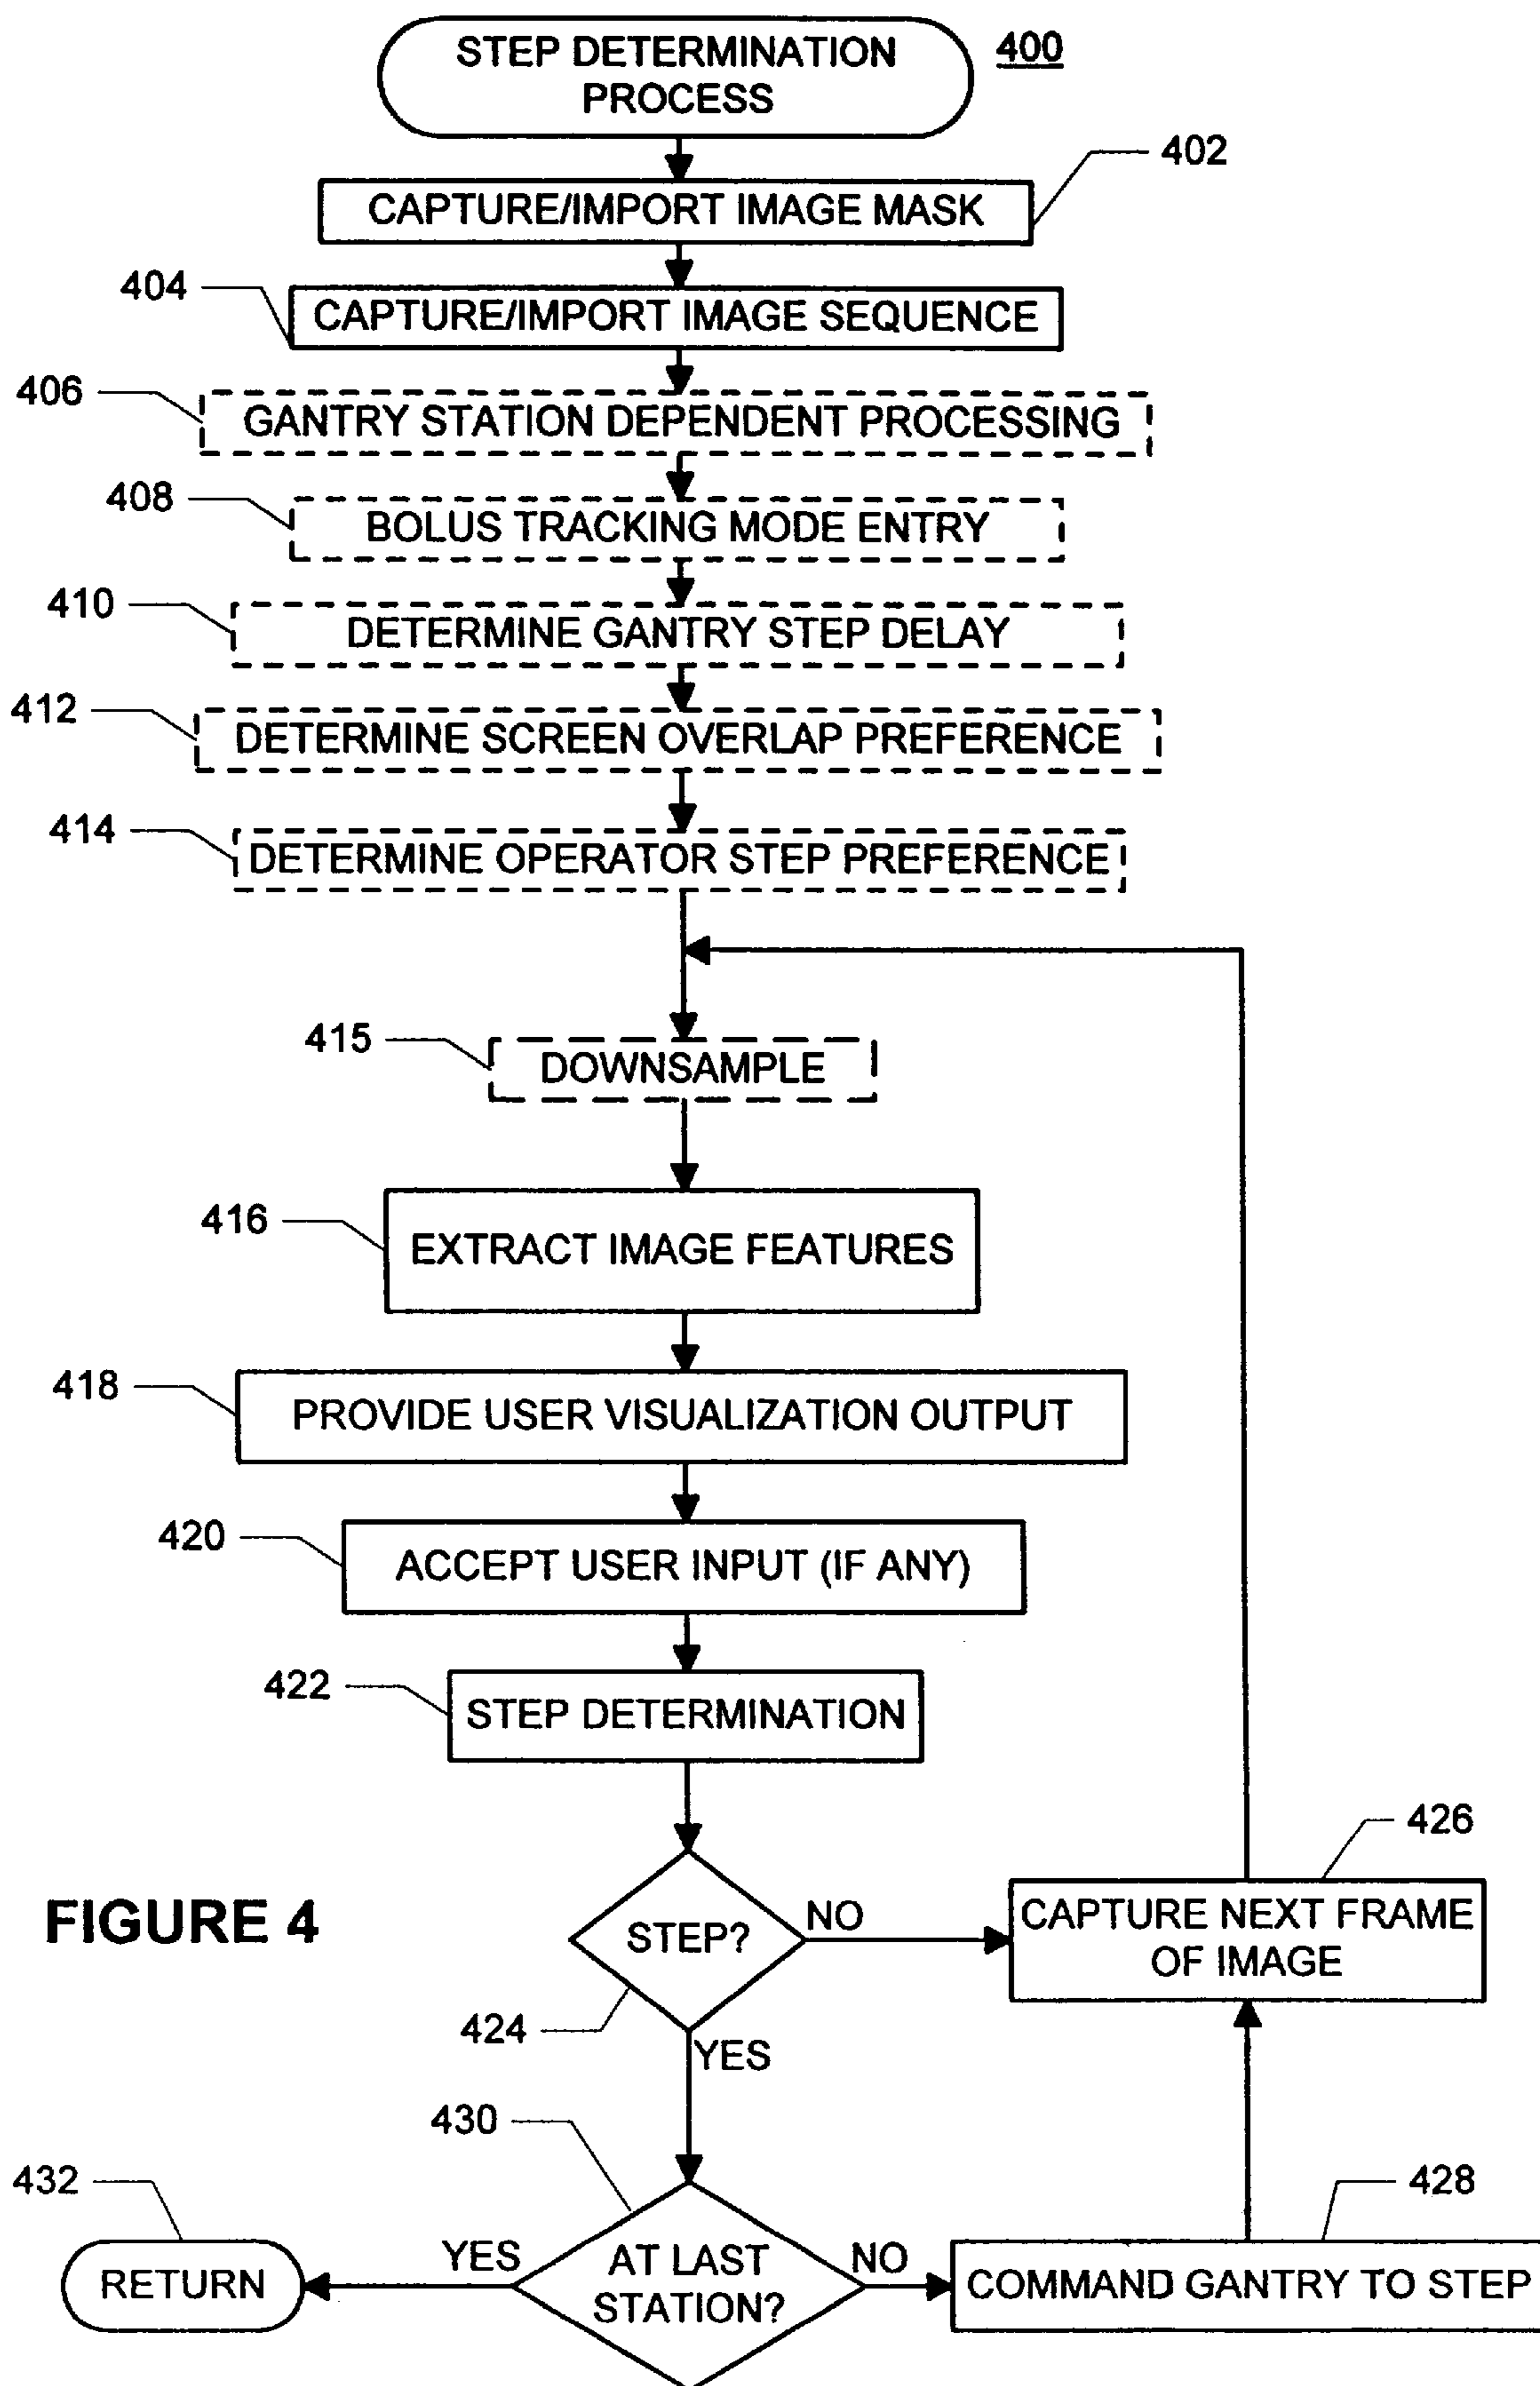 STEP DETERMINATION
PROCESS
400
402
CAPTURE/IMPORT IMAGE MASK
404
CAPTURE/IMPORT IMAGE SEQUENCE
406
GANTRY STATION DEPENDENT PROCESSING
408
BOLUS TRACKING MODE ENTRY
410
DETERMINE GANTRY STEP DELAY
412
DETERMINE SCREEN OVERLAP PREFERENCE
414
DETERMINE OPERATOR STEP PREFERENCE
415
DOWNSAMPLE
416
EXTRACT IMAGE FEATURES
418
PROVIDE USER VISUALIZATION OUTPUT
420
ACCEPT USER INPUT (IF ANY)
422
STEP DETERMINATION
426
FIGURE 4
STEP?
NO
CAPTURE NEXT FRAME
OF IMAGE
424
YES
430
432
428
RETURN
YES
AT LAST
STATION?
NO
COMMAND GANTRY TO STEP